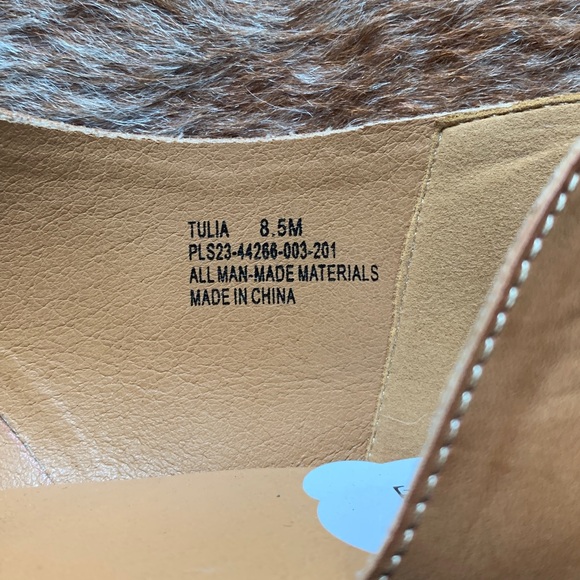 TULIA 8.5M
PLS23-44266-003-201
ALL MAN-MADE MATERIALS
MADE IN CHINA